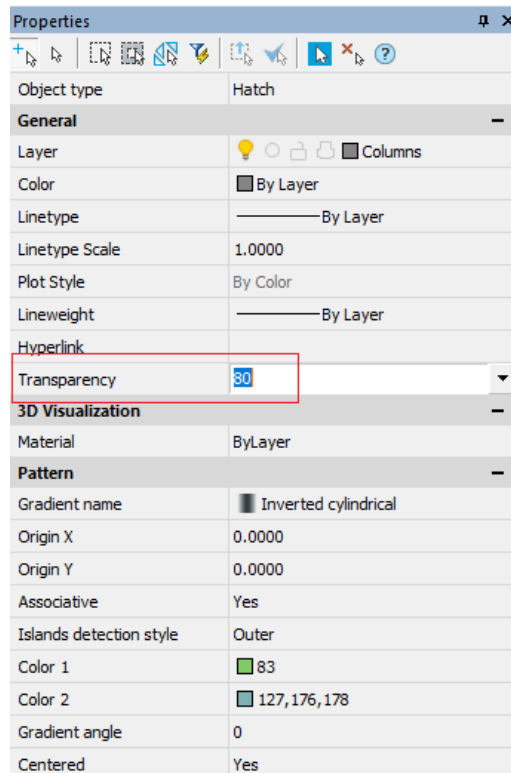 Properties
Object type Hatch
General
Layer Columns
Color By Layer
Linetype By Layer
Linetype Scale 1.0000
Plot Style By Color
Lineweight By Layer
Hyperlink
Transparency 80
3D Visualization
Material ByLayer
Pattern
Gradient name Inverted cylindrical
Origin X 0.0000
Origin Y 0.0000
Associative Yes
Islands detection style Outer
Color 1 83
Color 2 127,176,178
Gradient angle 0
Centered Yes